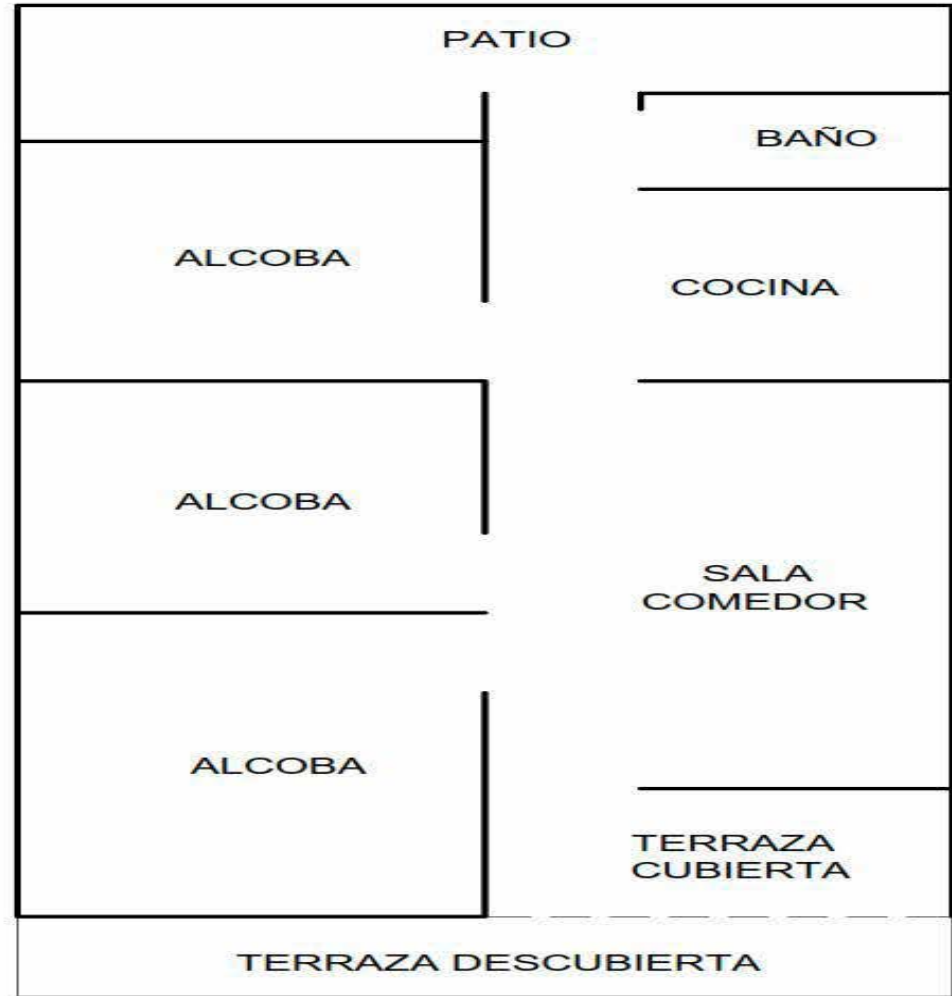 PATIO
BAÑO
ALCOBA
COCINA
ALCOBA
SALA
COMEDOR
ALCOBA
TERRAZA
CUBIERTA
TERRAZA DESCUBIERTA